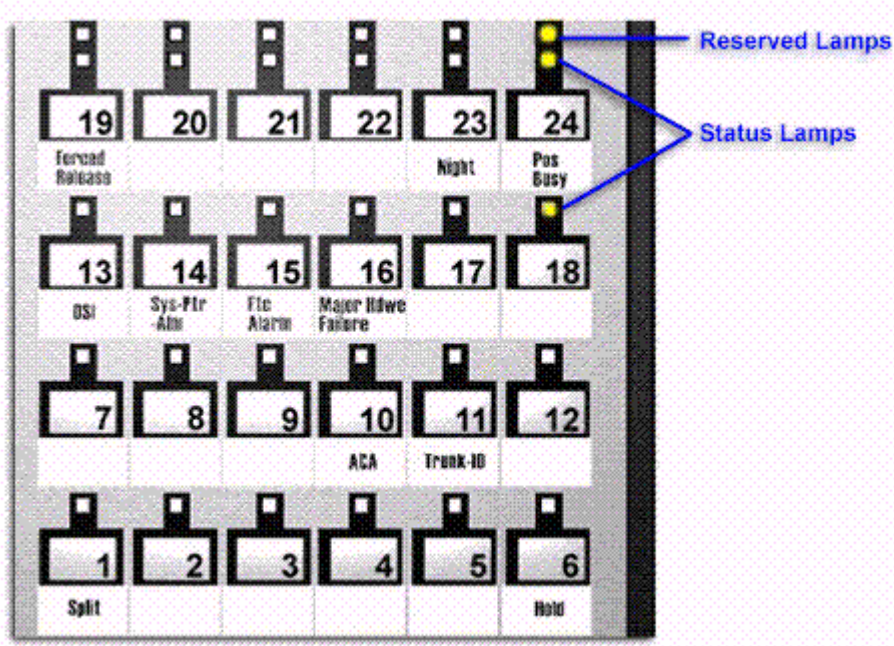 Reserved Lamps
19 20 21 22 23 24
Status Lamps
Forced Release Night Pos Busy
13 14 15 16 17 18
DSI Sys-Ptr -Alm Ftc Alarm Major Hdwe Failure
7 8 9 10 11 12
ACA Trunk-ID
1 2 3 4 5 6
Split Hold